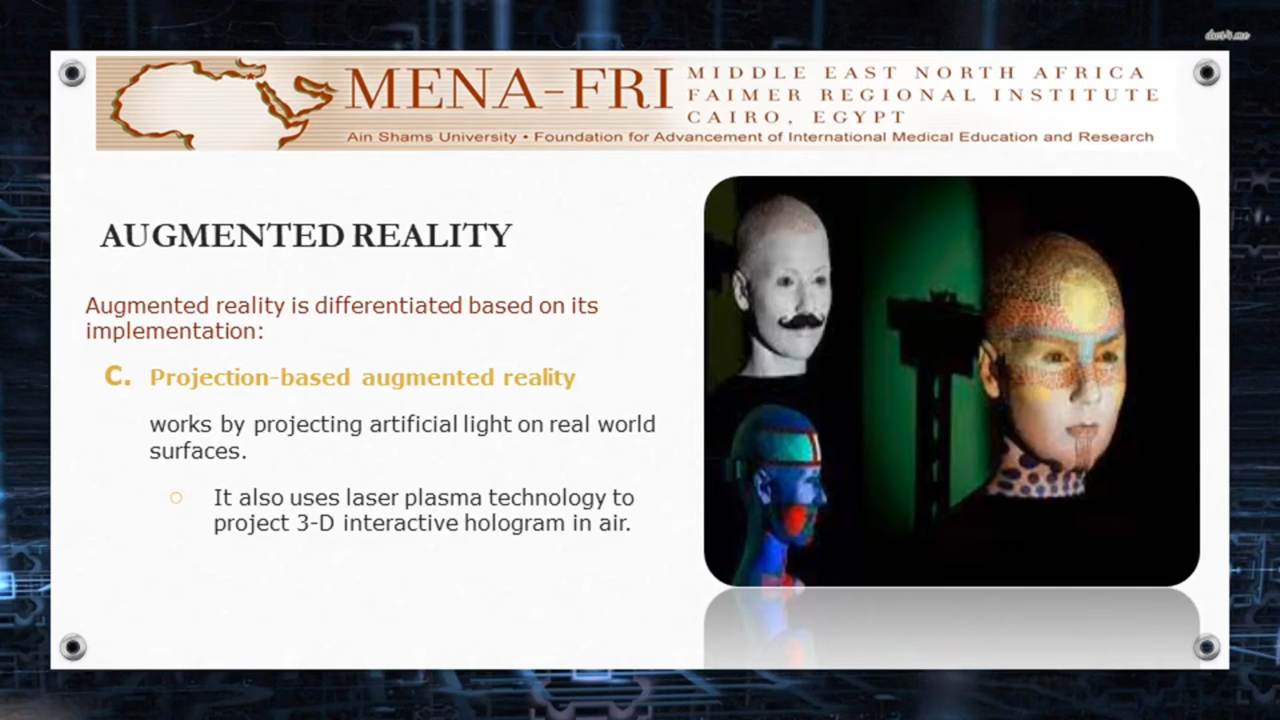 MENA-FRI
MIDDLE EAST NORTH AFRICA
FAIMER REGIONAL INSTITUTE
CAIRO, EGYPT
Ain Shams University • Foundation for Advancement of International Medical Education and Research
AUGMENTED REALITY
Augmented reality is differentiated based on its
implementation:
C. Projection-based augmented reality
works by projecting artificial light on real world
surfaces.
○ It also uses laser plasma technology to
project 3-D interactive hologram in air.